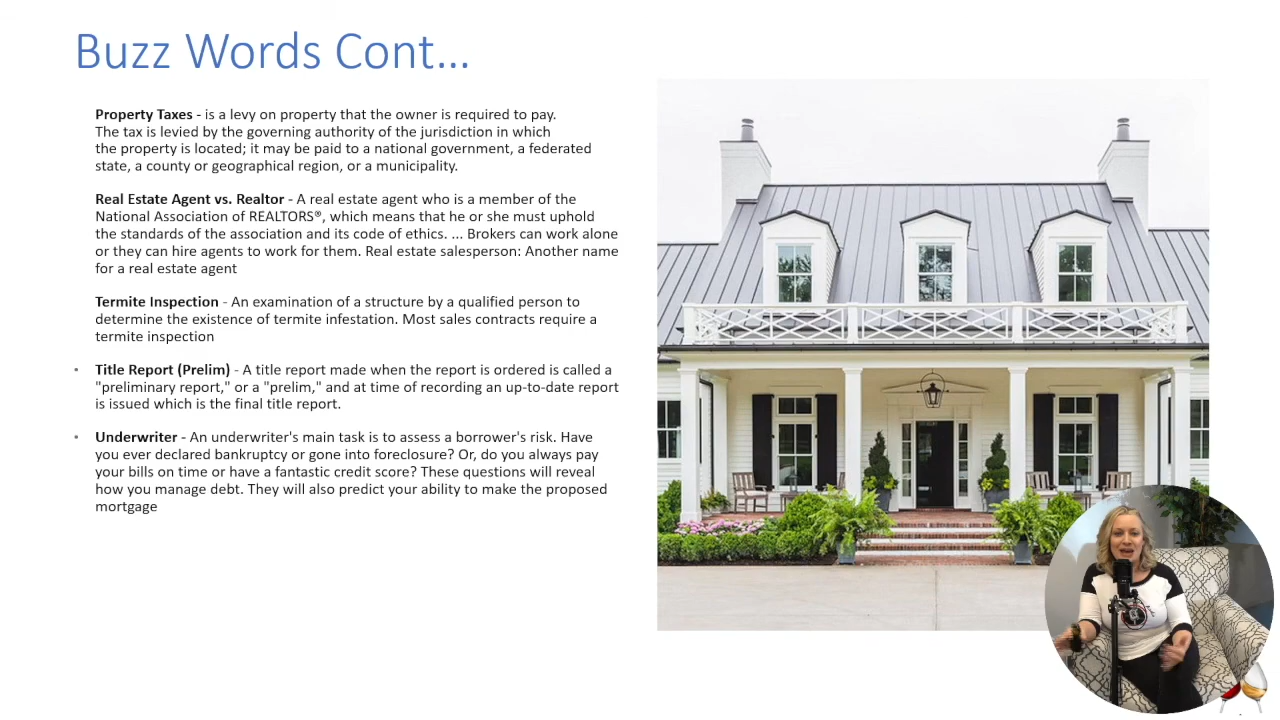 Buzz Words Cont...
Property Taxes - is a levy on property that the owner is required to pay.
The tax is levied by the governing authority of the jurisdiction in which
the property is located; it may be paid to a national government, a federated
state, a county or geographical region, or a municipality.
Real Estate Agent vs. Realtor - A real estate agent who is a member of the
National Association of REALTORS®, which means that he or she must uphold
the standards of the association and its code of ethics. ... Brokers can work alone
or they can hire agents to work for them. Real estate salesperson: Another name
for a real estate agent
Termite Inspection - An examination of a structure by a qualified person to
determine the existence of termite infestation. Most sales contracts require a
termite inspection
▪ Title Report (Prelim) - A title report made when the report is ordered is called a
"preliminary report," or a "prelim," and at time of recording an up-to-date report
is issued which is the final title report.
▪ Underwriter - An underwriter's main task is to assess a borrower's risk. Have
you ever declared bankruptcy or gone into foreclosure? Or, do you always pay
your bills on time or have a fantastic credit score? These questions will reveal
how you manage debt. They will also predict your ability to make the proposed
mortgage